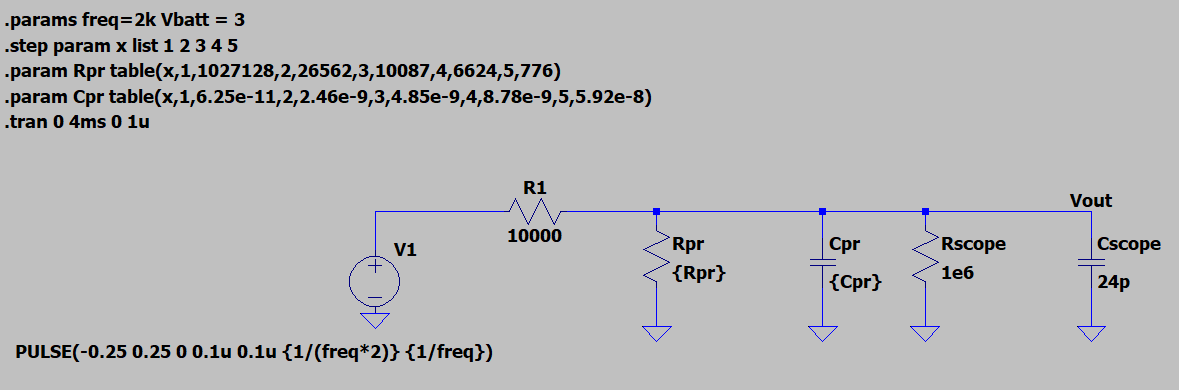 .params freq=2k Vbatt = 3
.step param x list 1 2 3 4 5
.param Rpr table(x,1,1027128,2,26562,3,10087,4,6624,5,776)
.param Cpr table(x,1,6.25e-11,2,2.46e-9,3,4.85e-9,4,8.78e-9,5,5.92e-8)
.tran 0 4ms 0 1u
R1
10000
V1
Rpr
{Rpr}
Cpr
{Cpr}
Rscope
1e6
Vout
Cscope
24p
PULSE(-0.25 0.25 0 0.1u 0.1u {1/(freq*2)} {1/freq})